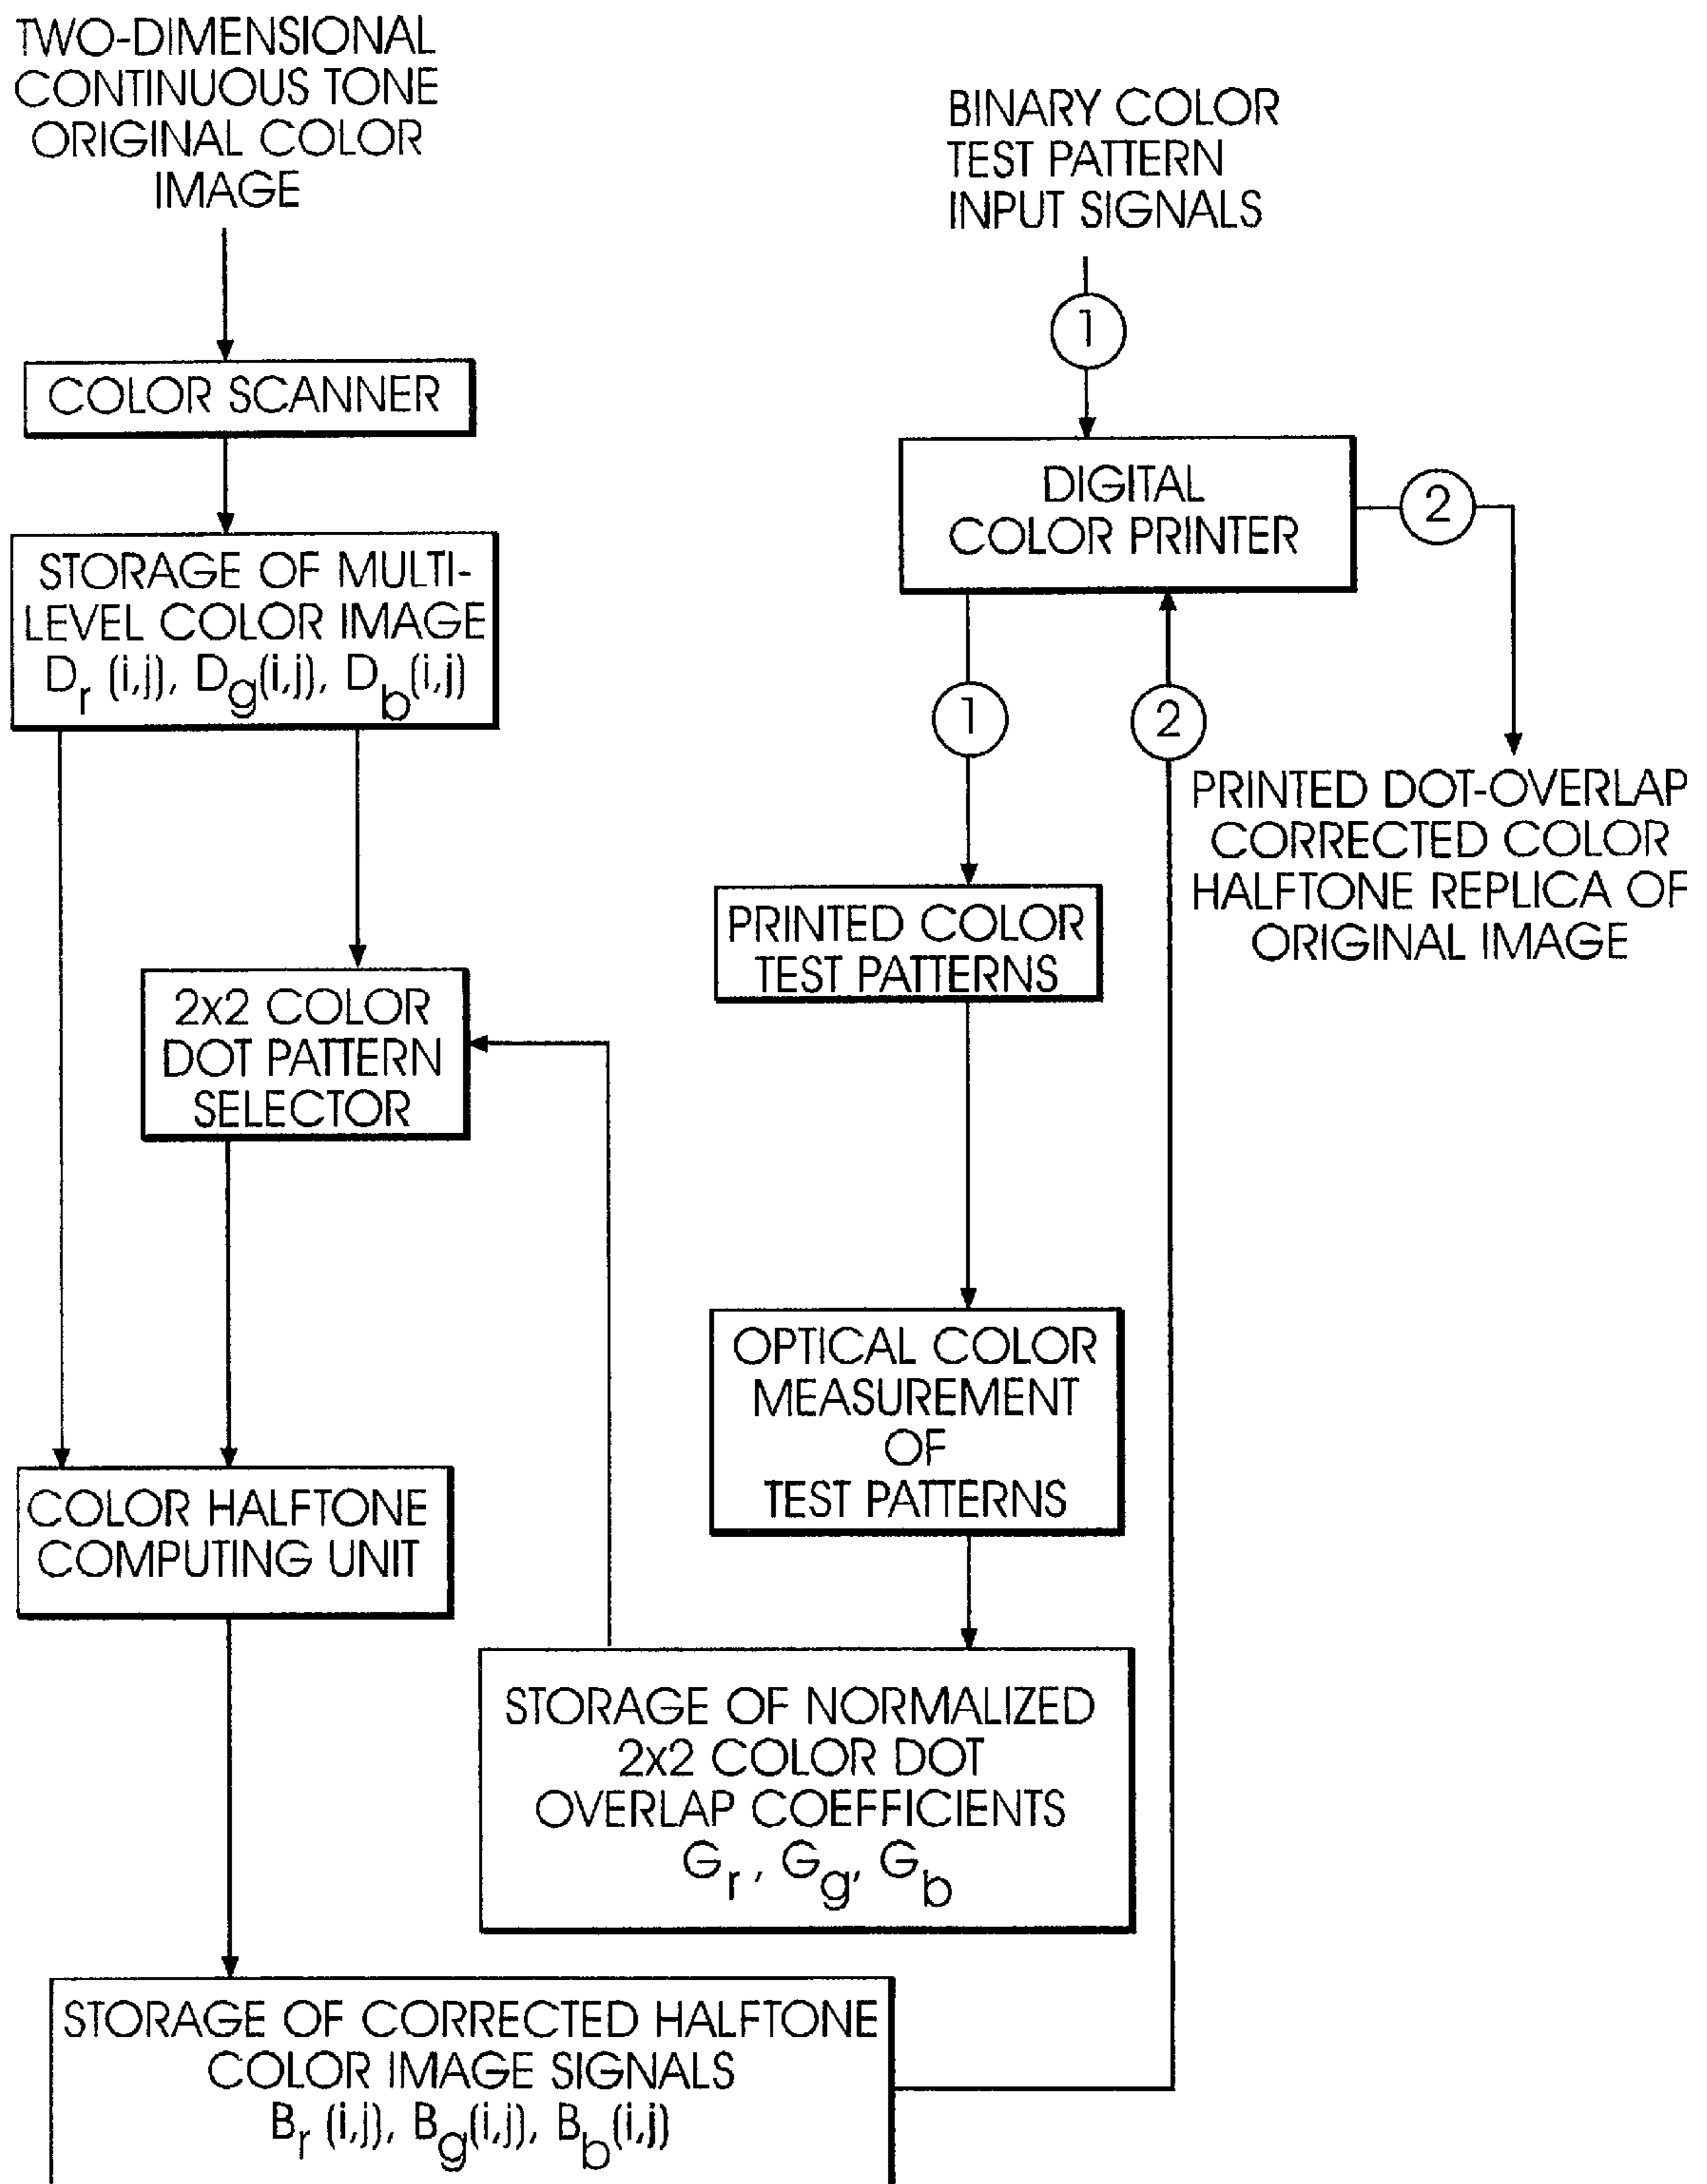 TWO-DIMENSIONAL
CONTINUOUS TONE
ORIGINAL COLOR
IMAGE
BINARY COLOR
TEST PATTERN
INPUT SIGNALS
1
COLOR SCANNER
DIGITAL
COLOR PRINTER
2
STORAGE OF MULTI-
LEVEL COLOR IMAGE
Dr (i,j), Dg(i,j), Db(i,j)
1
2
PRINTED DOT-OVERLAP
CORRECTED COLOR
HALFTONE REPLICA OF
ORIGINAL IMAGE
PRINTED COLOR
TEST PATTERNS
2x2 COLOR
DOT PATTERN
SELECTOR
OPTICAL COLOR
MEASUREMENT
OF
TEST PATTERNS
COLOR HALFTONE
COMPUTING UNIT
STORAGE OF NORMALIZED
2x2 COLOR DOT
OVERLAP COEFFICIENTS
Gr, Gg, Gb
STORAGE OF CORRECTED HALFTONE
COLOR IMAGE SIGNALS
Br (i,j), Bg(i,j), Bb(i,j)